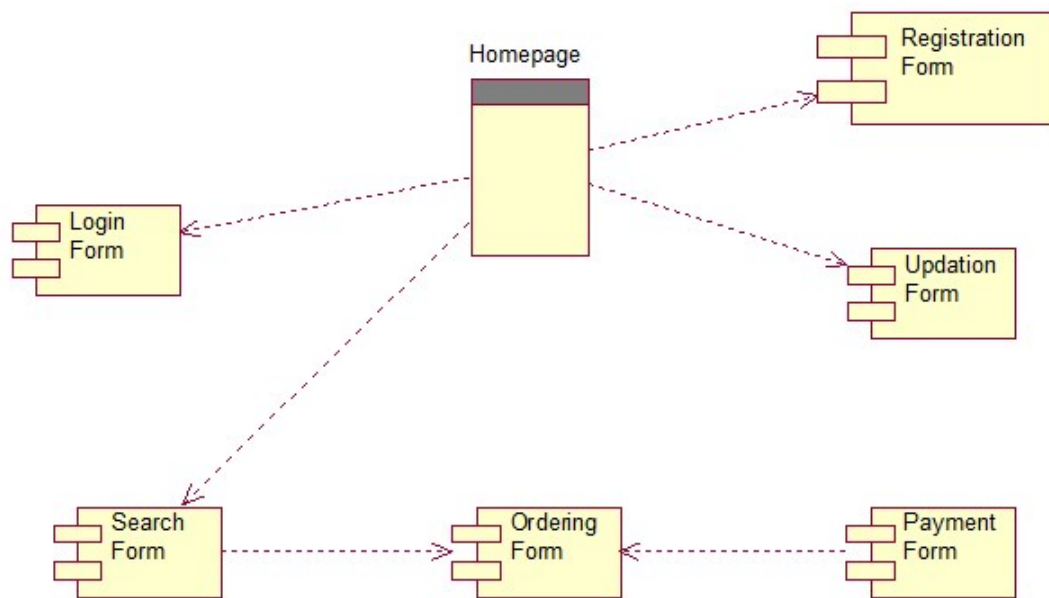 Homepage
Registration
Form
Login
Form
Updation
Form
Search
Form
Ordering
Form
Payment
Form